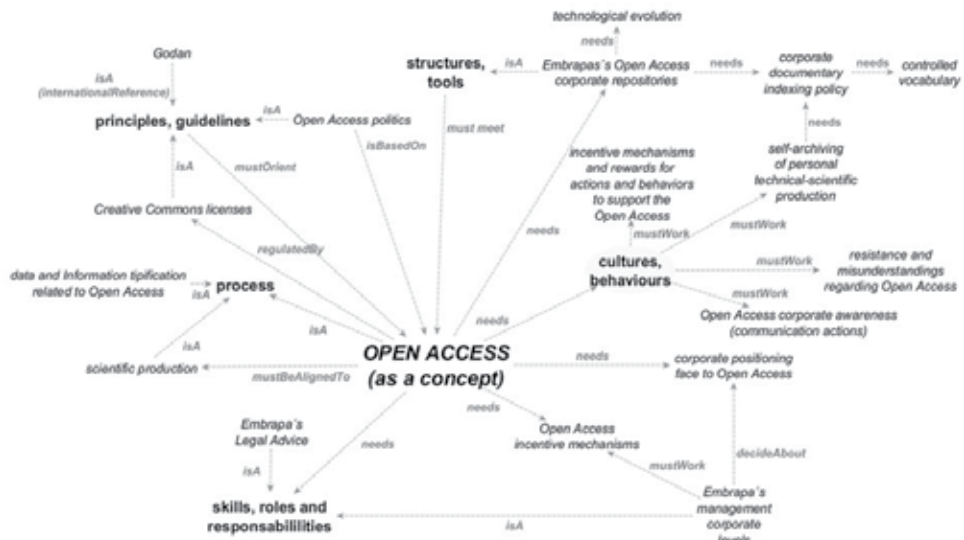 technological evolution
needs
Godan
structures,
tools
isA
Embrapas´s Open Access
corporate repositories
needs
corporate
documentary
indexing policy
needs
controlled
vocabulary
isA
(internationalReference)
principles, guidelines
isA
Open Access politics
must meet
isBasedOn
needs
incentive mechanisms
and rewards for
actions and behaviors
to support the
Open Access
self-archiving
of personal
technical-scientific
production
isA
mustOrient
Creative Commons licenses
needs
mustWork
mustWork
regulatedBy
cultures,
behaviours
mustWork
resistance and
misunderstandings
regarding Open Access
data and Information tipification
related to Open Access
isA
process
mustWork
Open Access corporate awareness
(communication actions)
isA
needs
isA
OPEN ACCESS
(as a concept)
scientific production
mustBeAlignedTo
needs
corporate positioning
face to Open Access
needs
Embrapa´s
Legal Advice
Open Access
incentive mechanisms
needs
decideAbout
isA
mustWork
skills, roles and
responsabililities
isA
Embrapa´s
management
corporate
levels